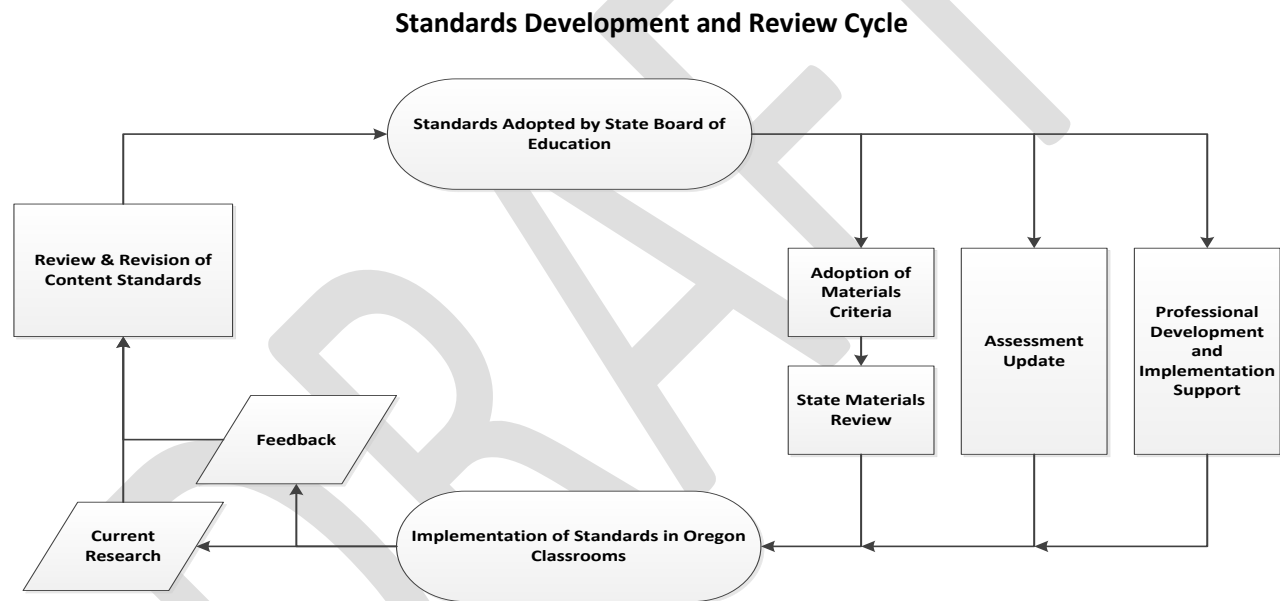 Standards Development and Review Cycle
Standards Adopted by State Board of
Education
Review & Revision of
Content Standards
Adoption of
Materials
Criteria
State Materials
Review
Assessment
Update
Professional
Development
and
Implementation
Support
Feedback
Current
Research
Implementation of Standards in Oregon
Classrooms
DRAFT